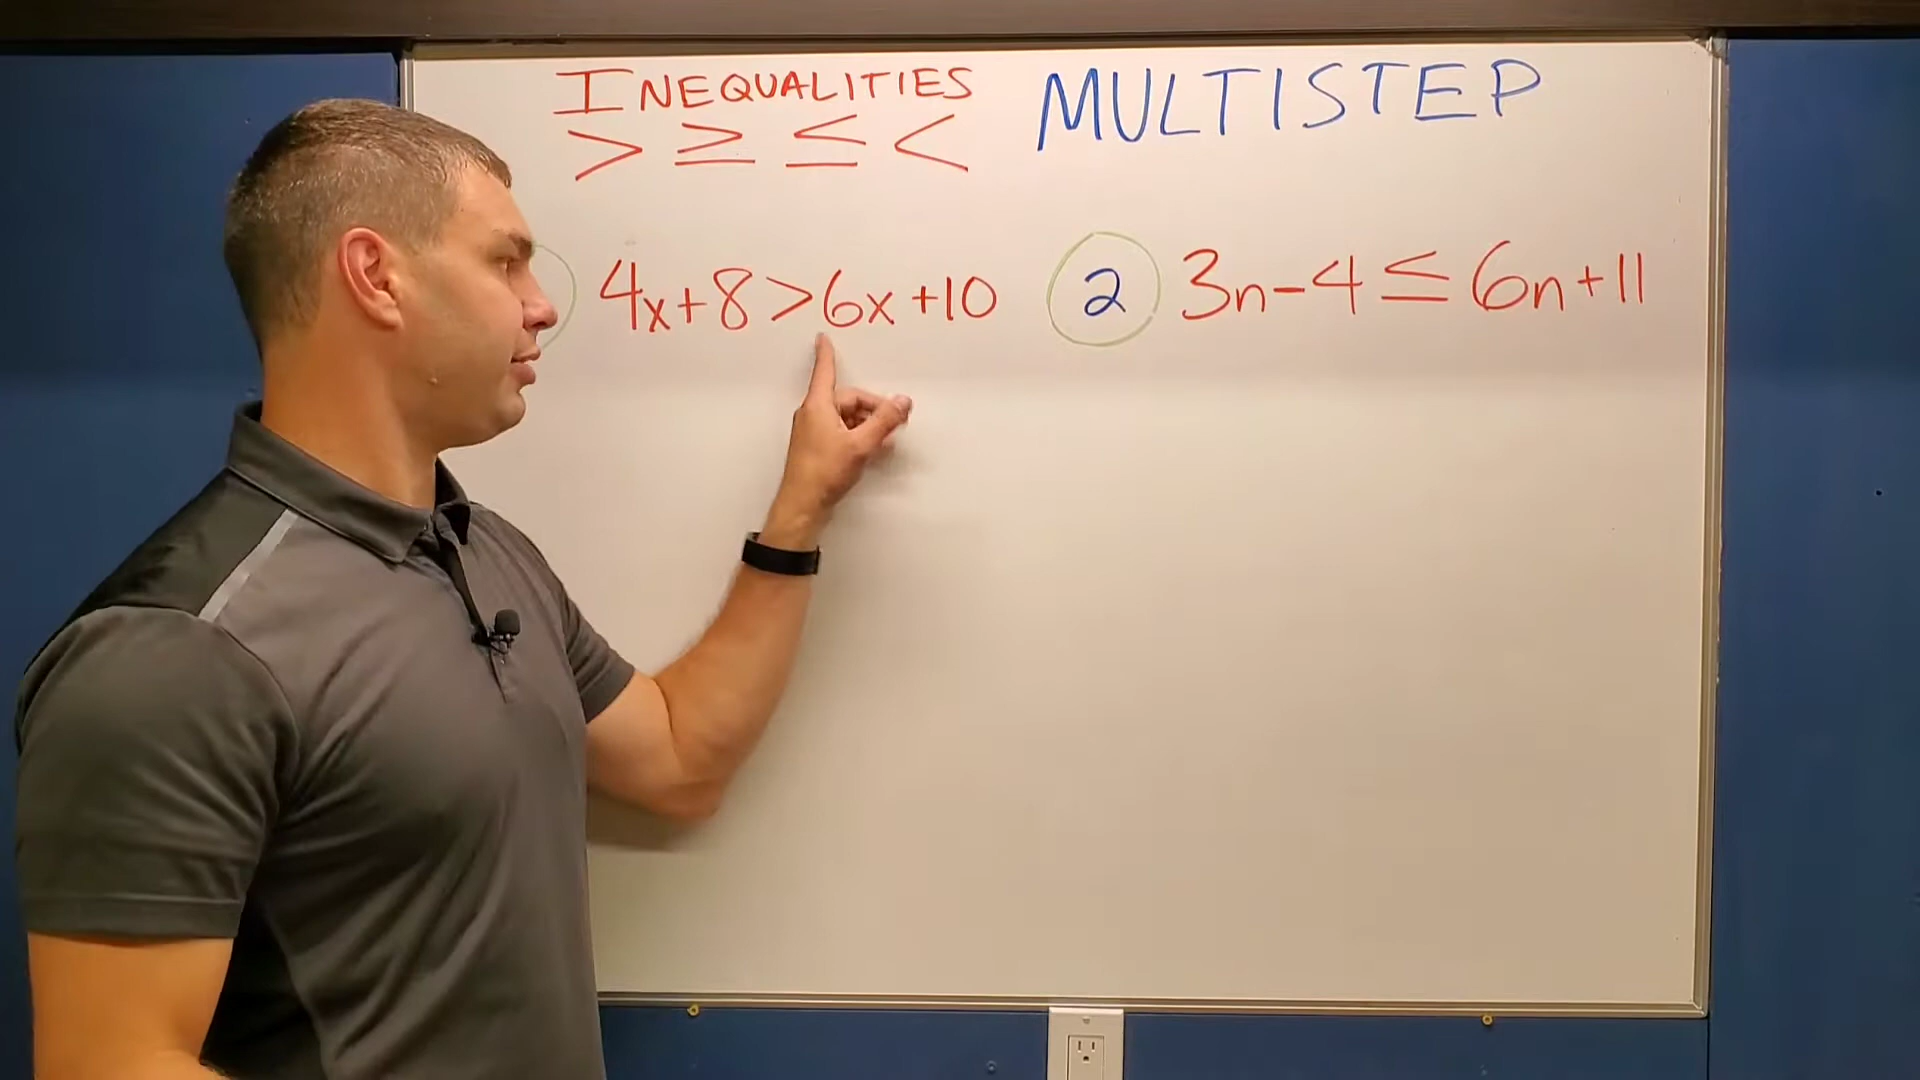 INEQUALITIES MULTISTEP
> ≥ ≤ <
4x+8>6x+10
2 3n-4≤6n+11